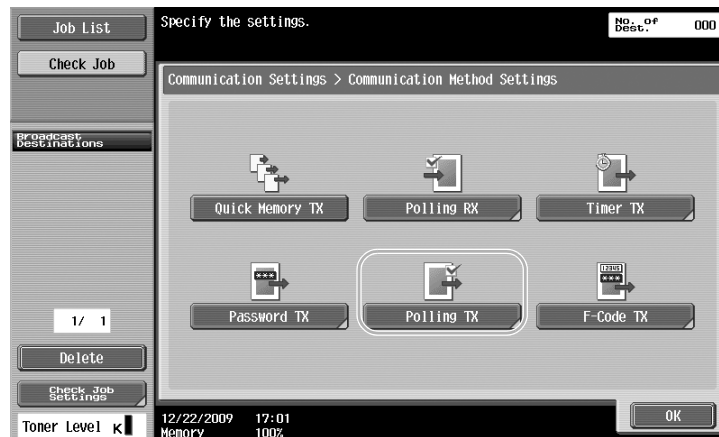 Job List
Check Job
Broadcast
Destinations
1/ 1
Delete
Check Job
Settings
Toner Level K
Specify the settings.
No. of
Dest.
000
Communication Settings > Communication Method Settings
Quick Memory TX
Polling RX
Timer TX
Password TX
Polling TX
12345
F-Code TX
12/22/2009 17:01
Memory 100%
OK